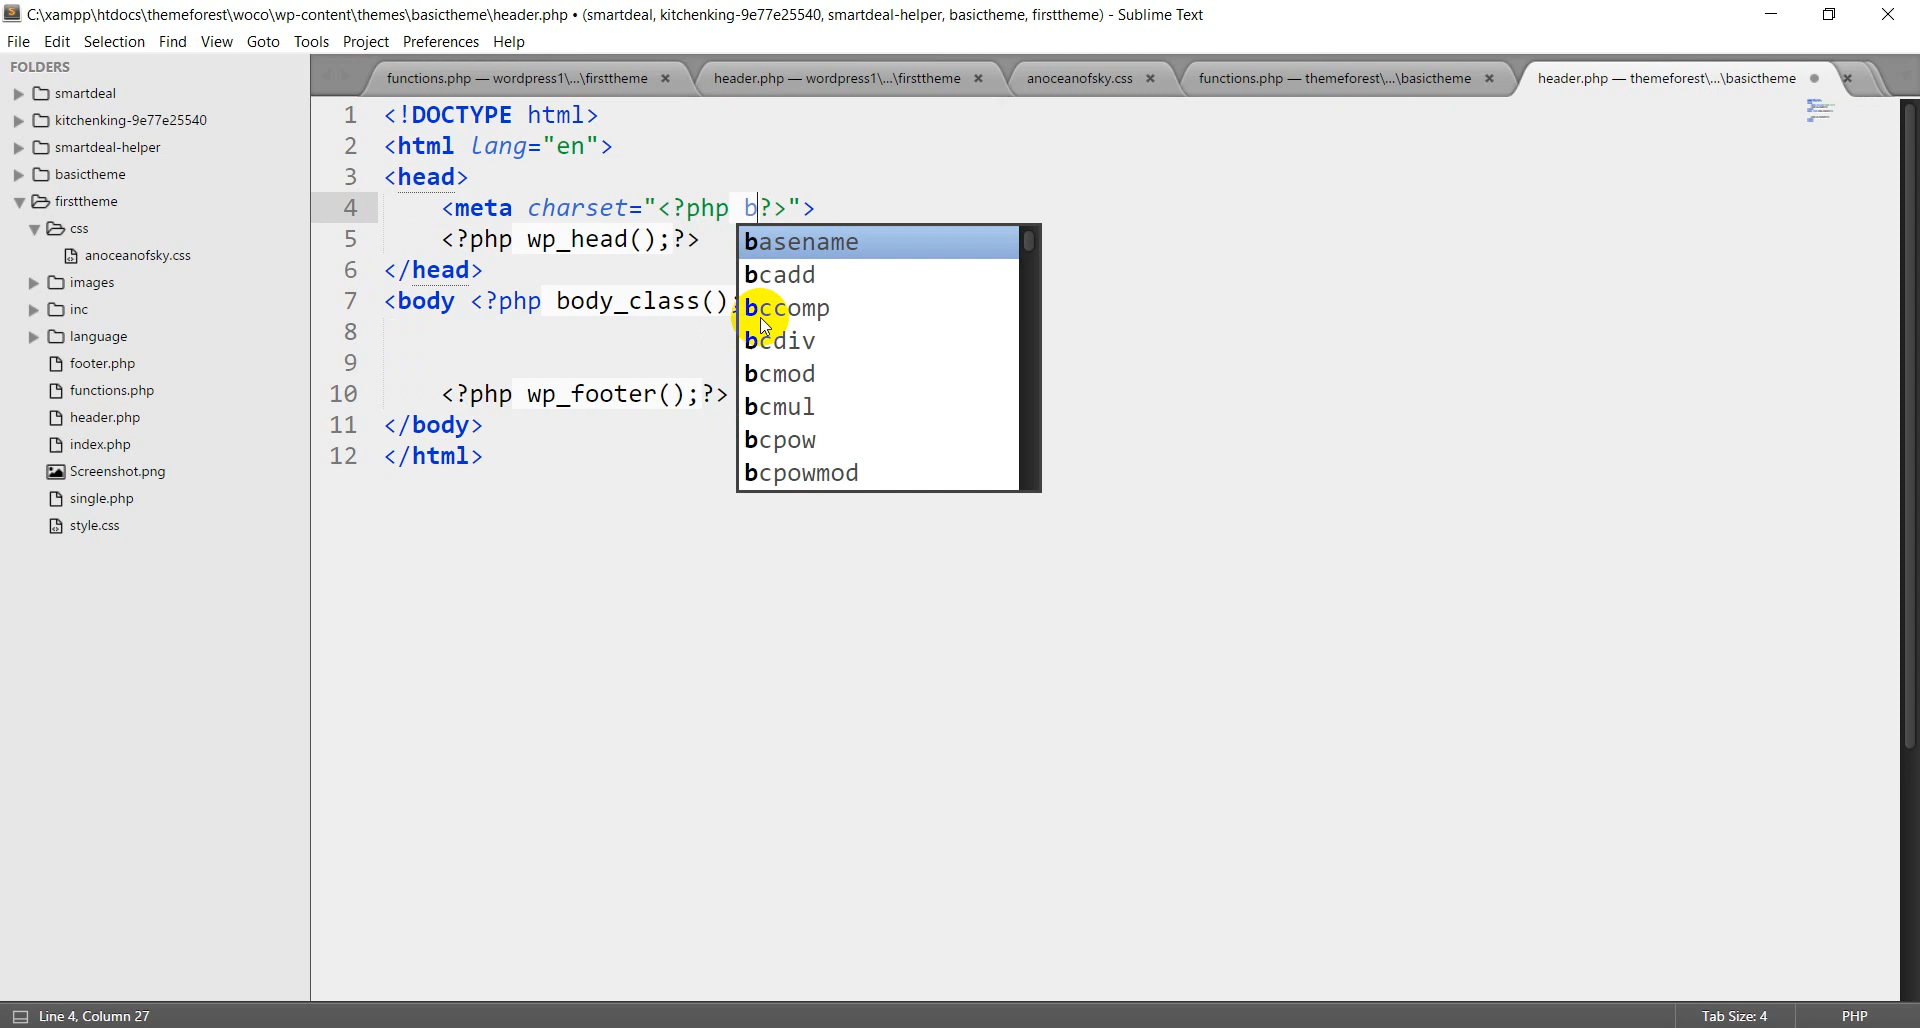 C:\xampp\htdocs\themeforest\woco\wp-content\themes\basictheme\header.php • (smartdeal, kitchenking-9e77e25540, smartdeal-helper, basictheme, firsttheme) - Sublime Text
File Edit Selection Find View Goto Tools Project Preferences Help
FOLDERS
smartdeal
kitchenking-9e77e25540
smartdeal-helper
basictheme
firsttheme
css
anoceanofsky.css
images
inc
language
footer.php
functions.php
header.php
index.php
Screenshot.png
single.php
style.css
functions.php — wordpress1\...\firsttheme × header.php — wordpress1\...\firsttheme × anoceanofsky.css × functions.php — themeforest\...\basictheme × header.php — themeforest\...\basictheme ×
1 <!DOCTYPE html>
2 <html lang="en">
3 <head>
4 <meta charset="<?php b?>">
5 <?php wp_head();?>
6 </head>
7 <body <?php body_class();
8
9
10 <?php wp_footer();?>
11 </body>
12 </html>
basename
bcadd
bccomp
bcdiv
bcmod
bcmul
bcpow
bcpowmod
Line 4, Column 27 Tab Size: 4 PHP